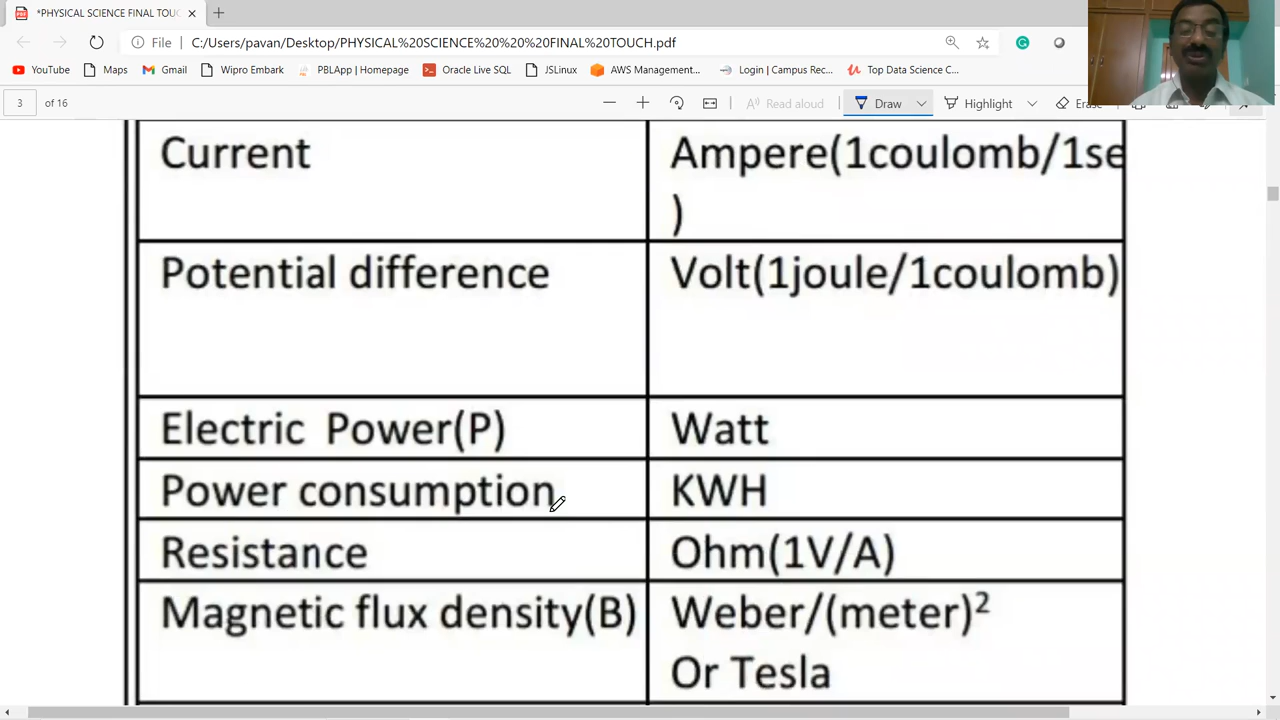 *PHYSICAL SCIENCE FINAL TOUC
File C:/Users/pavan/Desktop/PHYSICAL%20SCIENCE%20%20%20FINAL%20TOUCH.pdf
YouTube Maps Gmail Wipro Embark PBLApp | Homepage Oracle Live SQL JSLinux AWS Management... Login | Campus Rec... Top Data Science C...
3 of 16 Read aloud Draw Highlight Erase
Current Ampere(1coulomb/1se
)
Potential difference Volt(1joule/1coulomb)
Electric Power(P) Watt
Power consumption KWH
Resistance Ohm(1V/A)
Magnetic flux density(B) Weber/(meter)²
Or Tesla